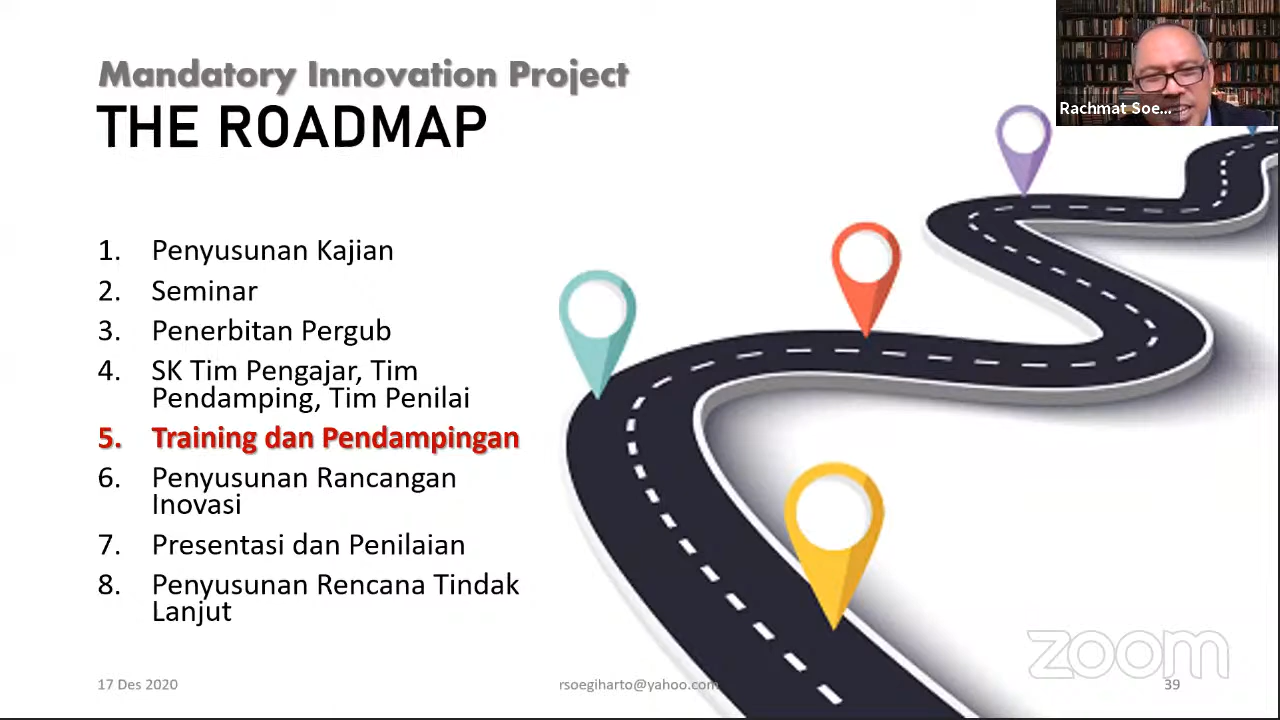 Mandatory Innovation Project
THE ROADMAP
Rachmat Soe...
1. Penyusunan Kajian
2. Seminar
3. Penerbitan Pergub
4. SK Tim Pengajar, Tim
Pendamping, Tim Penilai
5. Training dan Pendampingan
6. Penyusunan Rancangan
Inovasi
7. Presentasi dan Penilaian
8. Penyusunan Rencana Tindak
Lanjut
zoom
17 Des 2020
rsoegiharto@yahoo.com
39